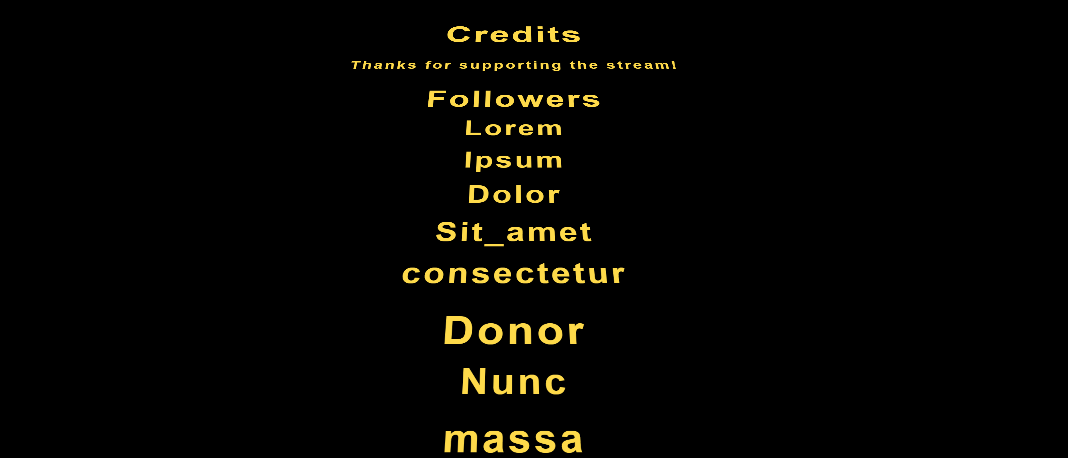 Credits
Thanks for supporting the stream!
Followers
Lorem
Ipsum
Dolor
Sit_amet
consectetur
Donor
Nunc
massa